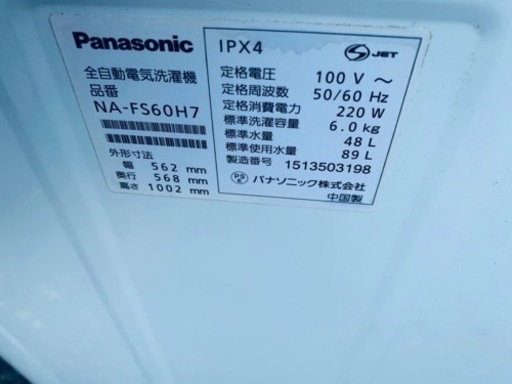 Panasonic
全自動電気洗濯機
品番
NA-FS60H7
外形寸法
幅 562 mm
奥行 568 mm
高さ 1002 mm
IPX4
S JET
定格電圧 100 V ～
定格周波数 50/60 Hz
定格消費電力 220 W
標準洗濯容量 6.0 kg
標準水量 48 L
標準使用水量 89 L
製造番号 1513503198
PS E パナソニック株式会社
中国製